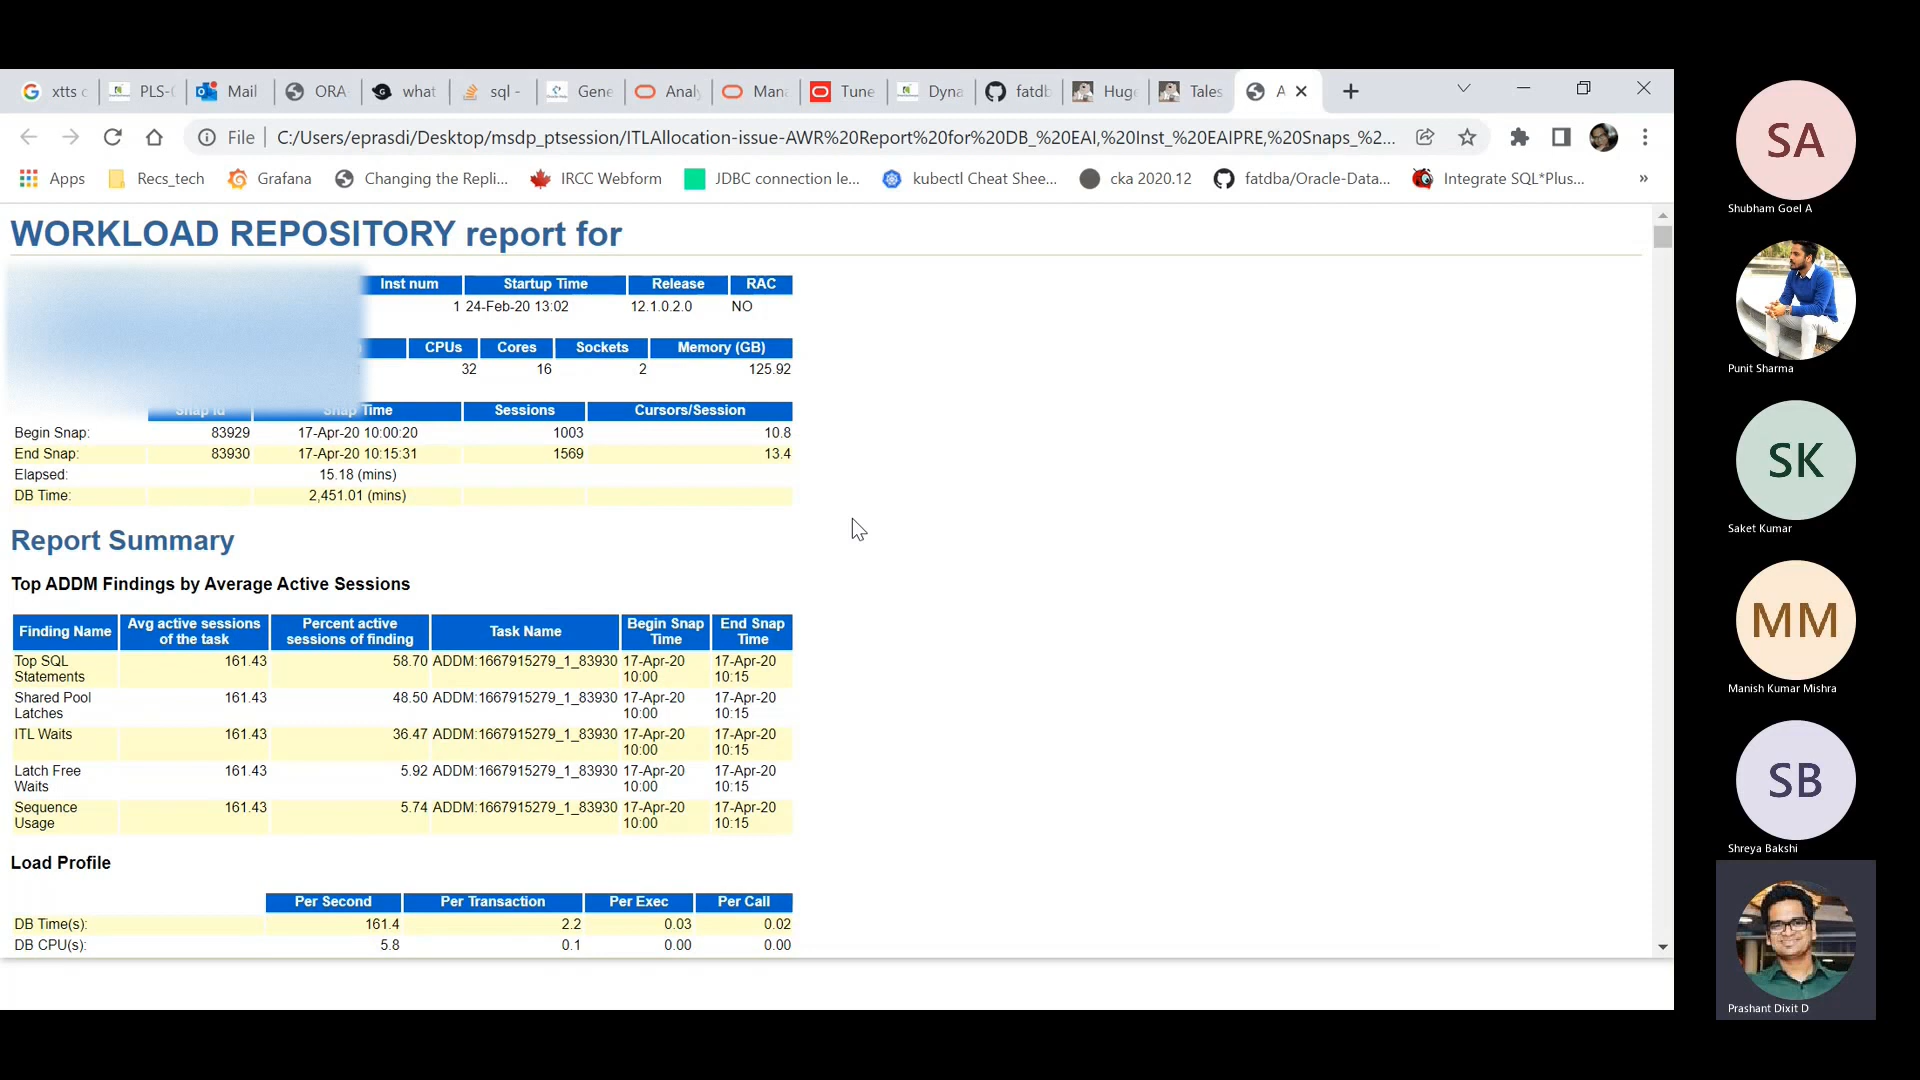 xtts c
PLS-(
Mail
ORA
what
sql -
Gene
Analy
Mana
Tune
Dyna
fatdb
Huge
Tales
A
File
C:/Users/eprasdi/Desktop/msdp_ptsession/ITLAllocation-issue-AWR%20Report%20for%20DB_%20EAI,%20Inst_%20EAIPRE,%20Snaps_%2...
Apps
Recs_tech
Grafana
Changing the Repli...
IRCC Webform
JDBC connection le...
kubectl Cheat Shee...
cka 2020.12
fatdba/Oracle-Data...
Integrate SQL*Plus...
»
WORKLOAD REPOSITORY report for
Inst num Startup Time Release RAC
1 24-Feb-20 13:02 12.1.0.2.0 NO
CPUs Cores Sockets Memory (GB)
32 16 2 125.92
Snap Id Snap Time Sessions Cursors/Session
Begin Snap: 83929 17-Apr-20 10:00:20 1003 10.8
End Snap: 83930 17-Apr-20 10:15:31 1569 13.4
Elapsed: 15.18 (mins)
DB Time: 2,451.01 (mins)
Report Summary
Top ADDM Findings by Average Active Sessions
Finding Name Avg active sessions of the task Percent active sessions of finding Task Name Begin Snap Time End Snap Time
Top SQL Statements 161.43 58.70 ADDM:1667915279_1_83930 17-Apr-20 10:00 17-Apr-20 10:15
Shared Pool Latches 161.43 48.50 ADDM:1667915279_1_83930 17-Apr-20 10:00 17-Apr-20 10:15
ITL Waits 161.43 36.47 ADDM:1667915279_1_83930 17-Apr-20 10:00 17-Apr-20 10:15
Latch Free Waits 161.43 5.92 ADDM:1667915279_1_83930 17-Apr-20 10:00 17-Apr-20 10:15
Sequence Usage 161.43 5.74 ADDM:1667915279_1_83930 17-Apr-20 10:00 17-Apr-20 10:15
Load Profile
Per Second Per Transaction Per Exec Per Call
DB Time(s): 161.4 2.2 0.03 0.02
DB CPU(s): 5.8 0.1 0.00 0.00
SA
Shubham Goel A
Punit Sharma
SK
Saket Kumar
MM
Manish Kumar Mishra
SB
Shreya Bakshi
Prashant Dixit D